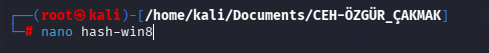 ┌──(root㉿kali)-[/home/kali/Documents/CEH-ÖZGÜR_ÇAKMAK]
└─# nano hash-win8